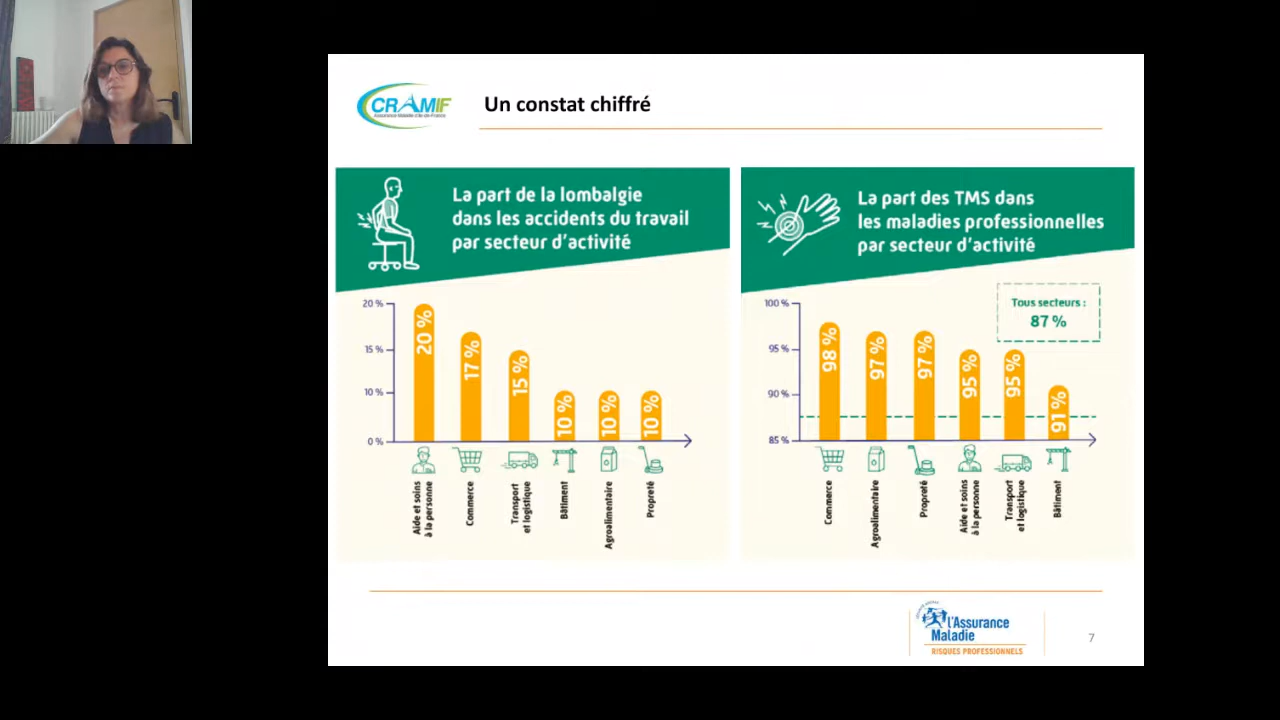 CRAMIF
Assurance Maladie d'Ile-de-France
Un constat chiffré
La part de la lombalgie
dans les accidents du travail
par secteur d'activité
20 %
15 %
10 %
0 %
20 %
17 %
15 %
10 %
10 %
10 %
Aide et soins
à la personne
Commerce
Transport
et logistique
Bâtiment
Agroalimentaire
Propreté
La part des TMS dans
les maladies professionnelles
par secteur d'activité
Tous secteurs :
87 %
100 %
95 %
90 %
85 %
98 %
97 %
97 %
95 %
95 %
91 %
Commerce
Agroalimentaire
Propreté
Aide et soins
à la personne
Transport
et logistique
Bâtiment
l'Assurance
Maladie
RISQUES PROFESSIONNELS
7